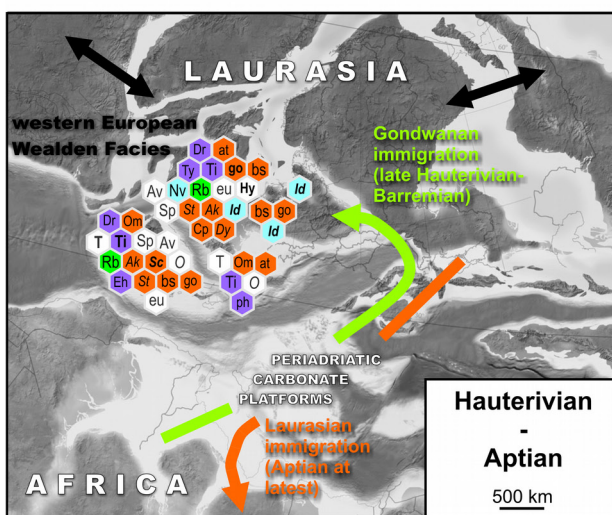 LAURASIA
western European
Wealden Facies
Gondwanan
immigration
(late Hauterivian-
Barremian)
Dr at
Ty Ti go bs
Av Nv Rb eu Hy Id
Sp St Ak Id bs go
Cp Dy Id
Dr Om
T Ti Sp Av
Rb Ak Sc O
Eh St bs go
eu
T Om at
Ti O
ph
PERIADRIATIC
CARBONATE
PLATFORMS
Laurasian
immigration
(Aptian at
latest)
AFRICA
Hauterivian
-
Aptian
500 km